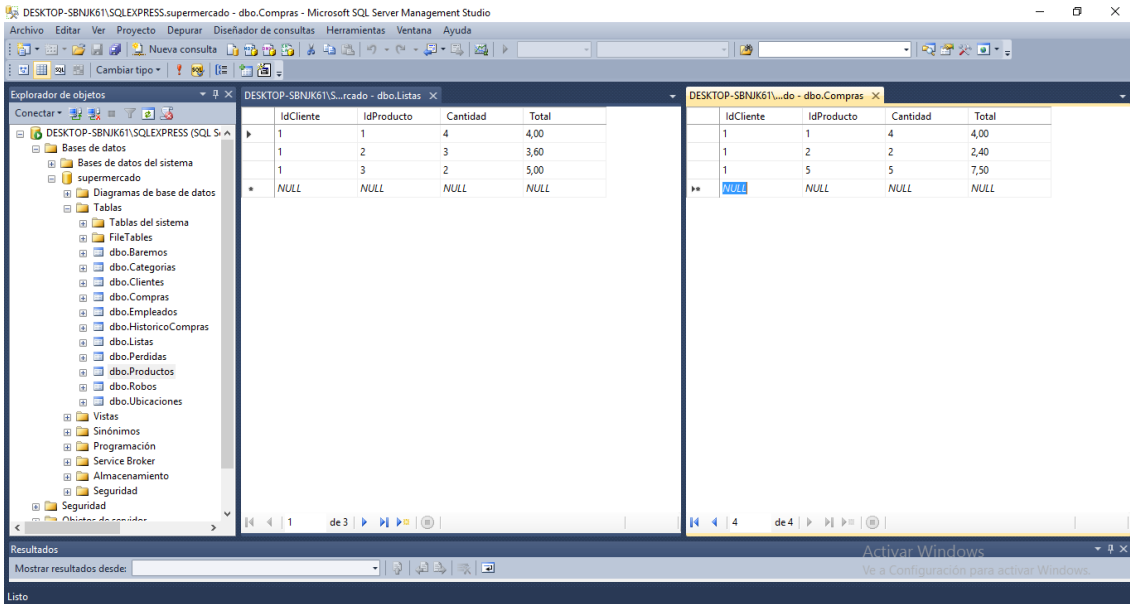 DESKTOP-SBNJK61\SQLEXPRESS.supermercado - dbo.Compras - Microsoft SQL Server Management Studio
Archivo Editar Ver Proyecto Depurar Diseñador de consultas Herramientas Ventana Ayuda
Nueva consulta
Cambiar tipo
Explorador de objetos
Conectar
DESKTOP-SBNJK61\SQLEXPRESS (SQL S
Bases de datos
Bases de datos del sistema
supermercado
Diagramas de base de datos
Tablas
Tablas del sistema
FileTables
dbo.Baremos
dbo.Categorias
dbo.Clientes
dbo.Compras
dbo.Empleados
dbo.HistoricoCompras
dbo.Listas
dbo.Perdidas
dbo.Productos
dbo.Robos
dbo.Ubicaciones
Vistas
Sinónimos
Programación
Service Broker
Almacenamiento
Seguridad
Seguridad
Objetos de servidor
DESKTOP-SBNJK61\S...rcado - dbo.Listas
IdCliente IdProducto Cantidad Total
1 1 4 4,00
1 2 3 3,60
1 3 2 5,00
NULL NULL NULL NULL
1 de 3
DESKTOP-SBNJK61\...do - dbo.Compras
IdCliente IdProducto Cantidad Total
1 1 4 4,00
1 2 2 2,40
1 5 5 7,50
NULL NULL NULL NULL
4 de 4
Resultados
Mostrar resultados desde:
Activar Windows
Ve a Configuración para activar Windows.
Listo